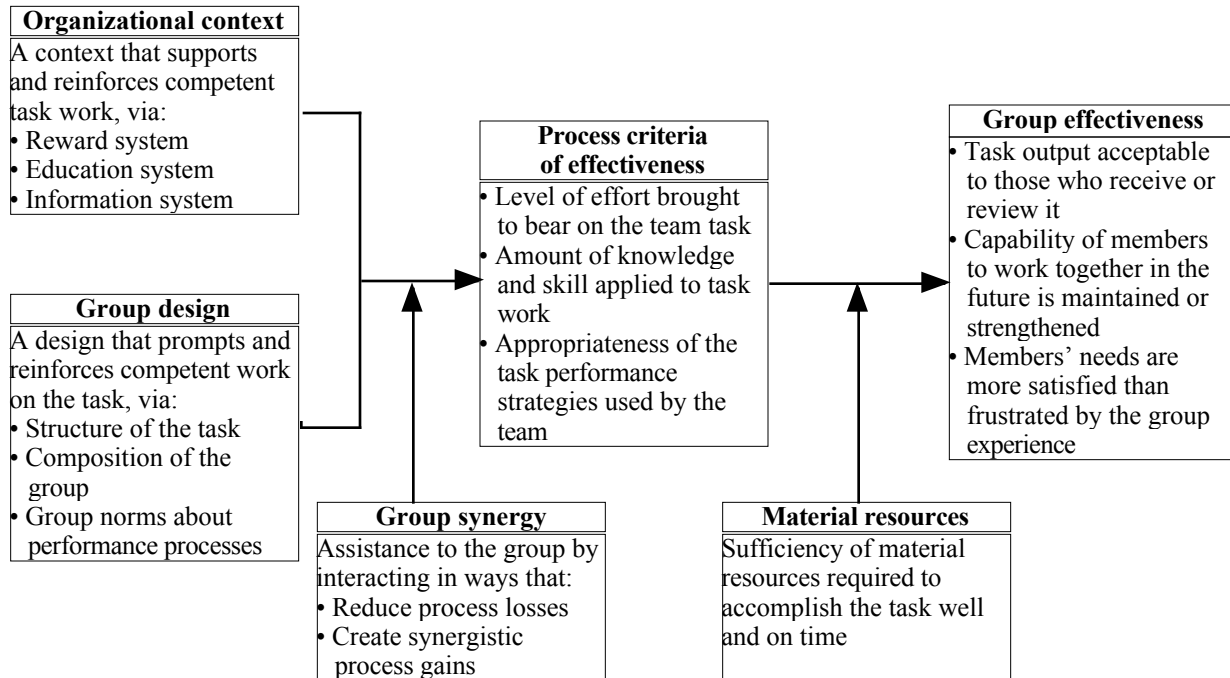 Organizational context
A context that supports
and reinforces competent
task work, via:
• Reward system
• Education system
• Information system
Group design
A design that prompts and
reinforces competent work
on the task, via:
• Structure of the task
• Composition of the
group
• Group norms about
performance processes
Process criteria
of effectiveness
• Level of effort brought
to bear on the team task
• Amount of knowledge
and skill applied to task
work
• Appropriateness of the
task performance
strategies used by the
team
Group effectiveness
• Task output acceptable
to those who receive or
review it
• Capability of members
to work together in the
future is maintained or
strengthened
• Members’ needs are
more satisfied than
frustrated by the group
experience
Group synergy
Assistance to the group by
interacting in ways that:
• Reduce process losses
• Create synergistic
process gains
Material resources
Sufficiency of material
resources required to
accomplish the task well
and on time